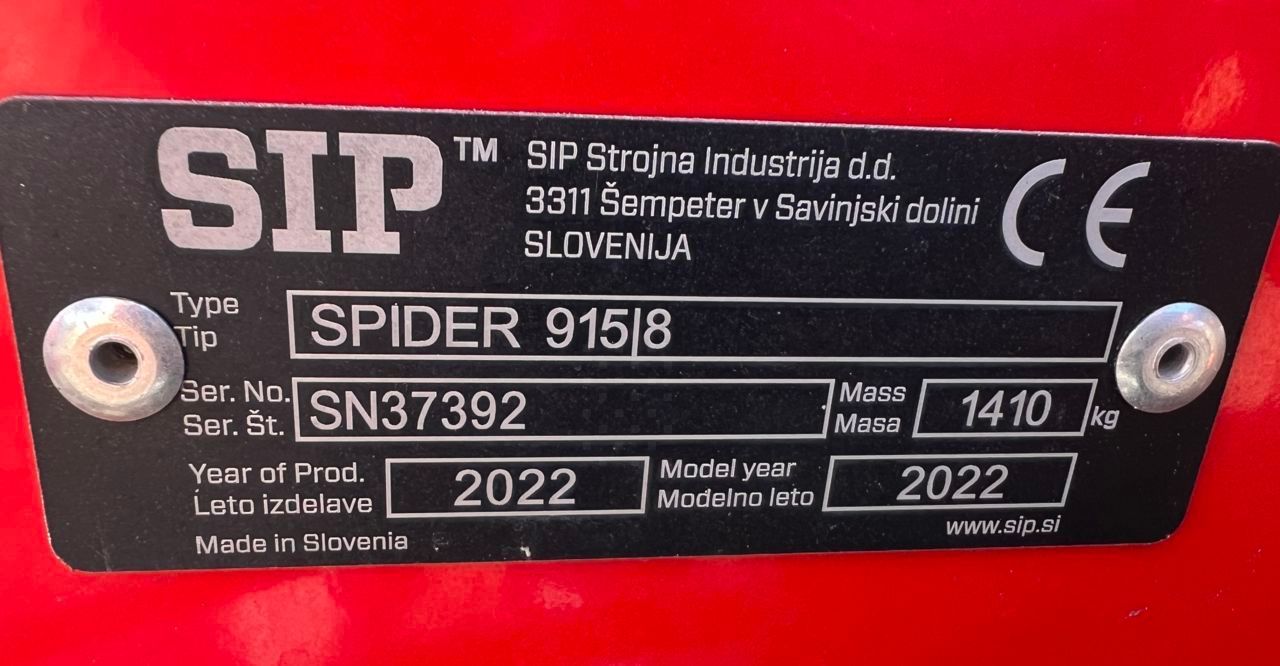 SIP™
SIP Strojna Industrija d.d.
3311 Šempeter v Savinjski dolini
SLOVENIJA
CE
Type
Tip
SPIDER 915|8
Ser. No.
Ser. Št.
SN37392
Mass
Masa
1410
kg
Year of Prod.
Leto izdelave
2022
Model year
Modelno leto
2022
www.sip.si
Made in Slovenia